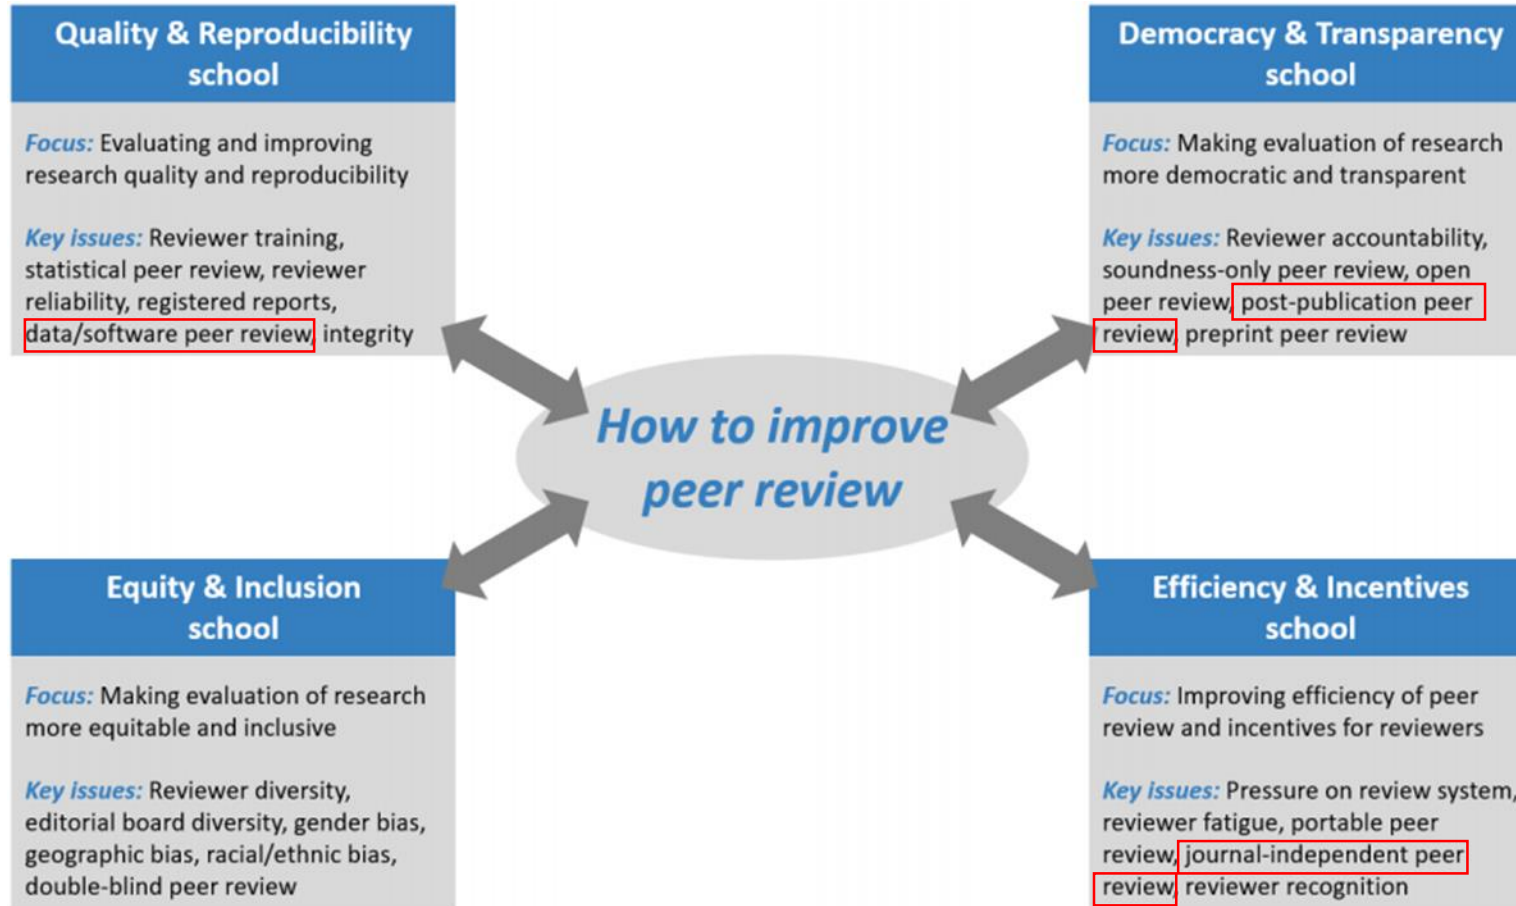 Quality & Reproducibility
school
Focus: Evaluating and improving
research quality and reproducibility
Key issues: Reviewer training,
statistical peer review, reviewer
reliability, registered reports,
data/software peer review, integrity
Democracy & Transparency
school
Focus: Making evaluation of research
more democratic and transparent
Key issues: Reviewer accountability,
soundness-only peer review, open
peer review, post-publication peer
review, preprint peer review
How to improve
peer review
Equity & Inclusion
school
Focus: Making evaluation of research
more equitable and inclusive
Key issues: Reviewer diversity,
editorial board diversity, gender bias,
geographic bias, racial/ethnic bias,
double-blind peer review
Efficiency & Incentives
school
Focus: Improving efficiency of peer
review and incentives for reviewers
Key issues: Pressure on review system,
reviewer fatigue, portable peer
review, journal-independent peer
review, reviewer recognition